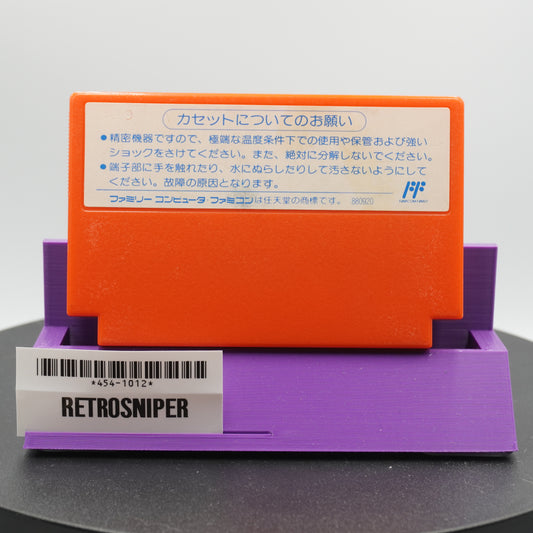 カセットについてのお願い
●精密機器ですので、極端な温度条件下での使用や保管および強い
ショックをさけてください。また、絶対に分解しないでください。
●端子部に手を触れたり、水にぬらしたりして汚さないようにして
ください。故障の原因となります。
ファミリー コンピュータ・ファミコンは任天堂の商標です。 880920
*454-1012*
RETROSNIPER